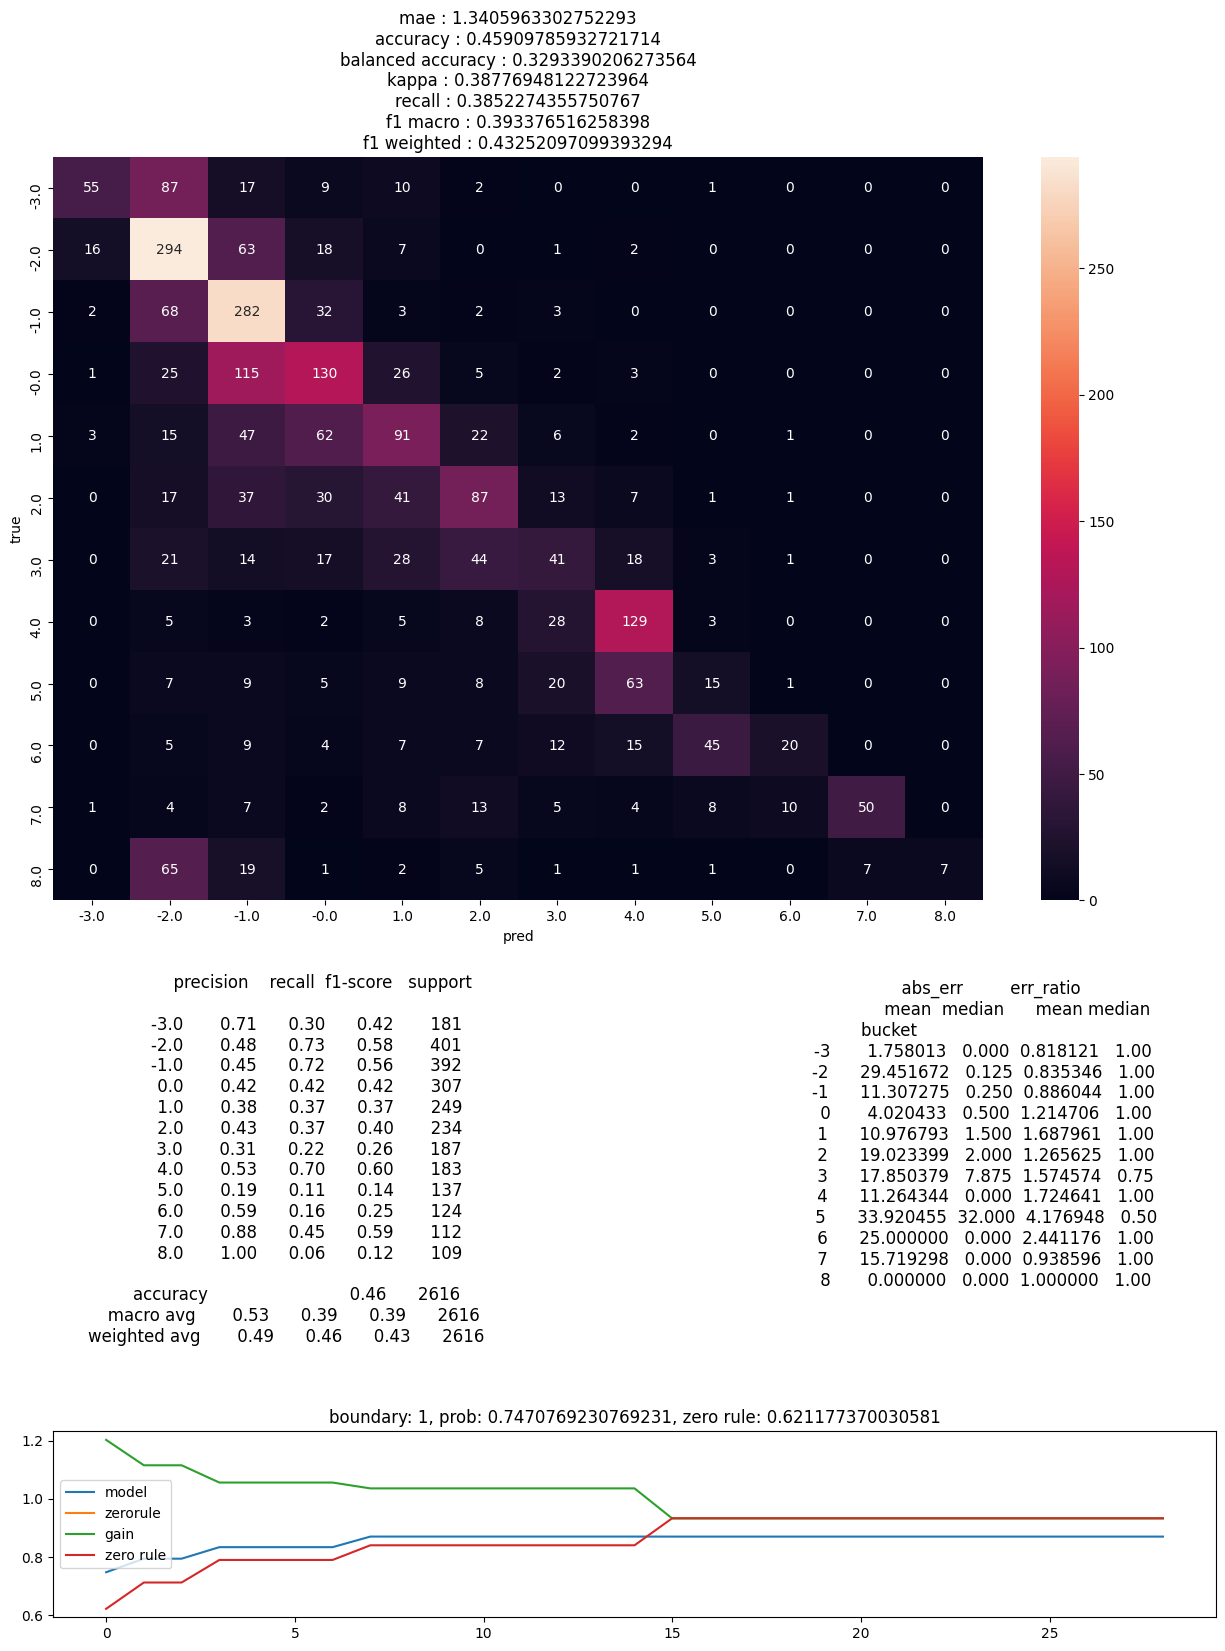 mae : 1.3405963302752293
accuracy : 0.45909785932721714
balanced accuracy : 0.3293390206273564
kappa : 0.38776948122723964
recall : 0.3852274355750767
f1 macro : 0.393376516258398
f1 weighted : 0.43252097099393294
-3.0 55 87 17 9 10 2 0 0 1 0 0 0
-2.0 16 294 63 18 7 0 1 2 0 0 0 0
-1.0 2 68 282 32 3 2 3 0 0 0 0 0
-0.0 1 25 115 130 26 5 2 3 0 0 0 0
1.0 3 15 47 62 91 22 6 2 0 1 0 0
2.0 0 17 37 30 41 87 13 7 1 1 0 0
3.0 0 21 14 17 28 44 41 18 3 1 0 0
4.0 0 5 3 2 5 8 28 129 3 0 0 0
5.0 0 7 9 5 9 8 20 63 15 1 0 0
6.0 0 5 9 4 7 7 12 15 45 20 0 0
7.0 1 4 7 2 8 13 5 4 8 10 50 0
8.0 0 65 19 1 2 5 1 1 1 0 7 7
true
-3.0 -2.0 -1.0 -0.0 1.0 2.0 3.0 4.0 5.0 6.0 7.0 8.0
pred
250
200
150
100
50
0
precision recall f1-score support
-3.0 0.71 0.30 0.42 181
-2.0 0.48 0.73 0.58 401
-1.0 0.45 0.72 0.56 392
0.0 0.42 0.42 0.42 307
1.0 0.38 0.37 0.37 249
2.0 0.43 0.37 0.40 234
3.0 0.31 0.22 0.26 187
4.0 0.53 0.70 0.60 183
5.0 0.19 0.11 0.14 137
6.0 0.59 0.16 0.25 124
7.0 0.88 0.45 0.59 112
8.0 1.00 0.06 0.12 109
accuracy 0.46 2616
macro avg 0.53 0.39 0.39 2616
weighted avg 0.49 0.46 0.43 2616
abs_err err_ratio
mean median mean median
bucket
-3 1.758013 0.000 0.818121 1.00
-2 29.451672 0.125 0.835346 1.00
-1 11.307275 0.250 0.886044 1.00
0 4.020433 0.500 1.214706 1.00
1 10.976793 1.500 1.687961 1.00
2 19.023399 2.000 1.265625 1.00
3 17.850379 7.875 1.574574 0.75
4 11.264344 0.000 1.724641 1.00
5 33.920455 32.000 4.176948 0.50
6 25.000000 0.000 2.441176 1.00
7 15.719298 0.000 0.938596 1.00
8 0.000000 0.000 1.000000 1.00
boundary: 1, prob: 0.7470769230769231, zero rule: 0.621177370030581
1.2
1.0
0.8
0.6
model
zerorule
gain
zero rule
0 5 10 15 20 25